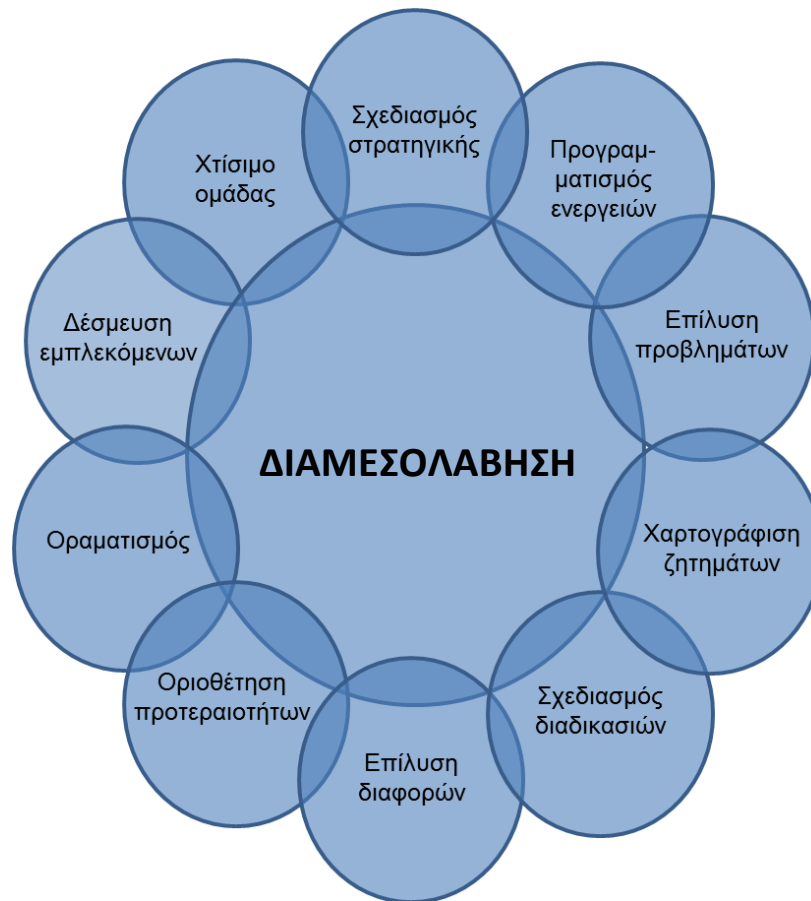 Σχεδιασμός
στρατηγικής
Προγραμ-
ματισμός
ενεργειών
Επίλυση
προβλημάτων
Χαρτογράφιση
ζητημάτων
Σχεδιασμός
διαδικασιών
Επίλυση
διαφορών
Οριοθέτηση
προτεραιοτήτων
Οραματισμός
Δέσμευση
εμπλεκόμενων
Χτίσιμο
ομάδας
ΔΙΑΜΕΣΟΛΑΒΗΣΗ